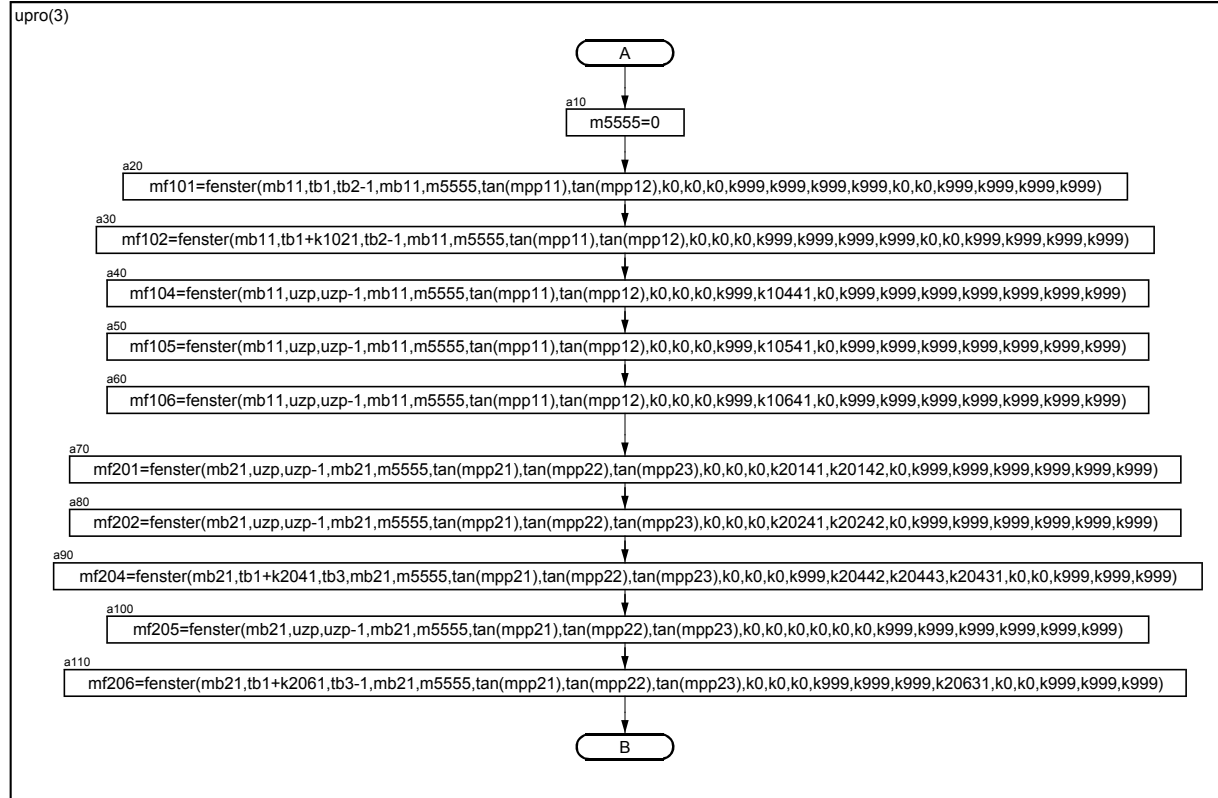 upro(3)
A
a10
m5555=0
a20
mf101=fenster(mb11,tb1,tb2-1,mb11,m5555,tan(mpp11),tan(mpp12),k0,k0,k0,k999,k999,k999,k999,k0,k0,k999,k999,k999,k999)
a30
mf102=fenster(mb11,tb1+k1021,tb2-1,mb11,m5555,tan(mpp11),tan(mpp12),k0,k0,k0,k999,k999,k999,k999,k0,k0,k999,k999,k999,k999)
a40
mf104=fenster(mb11,uzp,uzp-1,mb11,m5555,tan(mpp11),tan(mpp12),k0,k0,k0,k999,k10441,k0,k999,k999,k999,k999,k999,k999,k999)
a50
mf105=fenster(mb11,uzp,uzp-1,mb11,m5555,tan(mpp11),tan(mpp12),k0,k0,k0,k999,k10541,k0,k999,k999,k999,k999,k999,k999,k999)
a60
mf106=fenster(mb11,uzp,uzp-1,mb11,m5555,tan(mpp11),tan(mpp12),k0,k0,k0,k999,k10641,k0,k999,k999,k999,k999,k999,k999,k999)
a70
mf201=fenster(mb21,uzp,uzp-1,mb21,m5555,tan(mpp21),tan(mpp22),tan(mpp23),k0,k0,k0,k20141,k20142,k0,k999,k999,k999,k999,k999,k999)
a80
mf202=fenster(mb21,uzp,uzp-1,mb21,m5555,tan(mpp21),tan(mpp22),tan(mpp23),k0,k0,k0,k20241,k20242,k0,k999,k999,k999,k999,k999,k999)
a90
mf204=fenster(mb21,tb1+k2041,tb3,mb21,m5555,tan(mpp21),tan(mpp22),tan(mpp23),k0,k0,k0,k999,k20442,k20443,k20431,k0,k0,k999,k999,k999)
a100
mf205=fenster(mb21,uzp,uzp-1,mb21,m5555,tan(mpp21),tan(mpp22),tan(mpp23),k0,k0,k0,k0,k0,k0,k999,k999,k999,k999,k999,k999)
a110
mf206=fenster(mb21,tb1+k2061,tb3-1,mb21,m5555,tan(mpp21),tan(mpp22),tan(mpp23),k0,k0,k0,k999,k999,k999,k20631,k0,k0,k999,k999,k999)
B